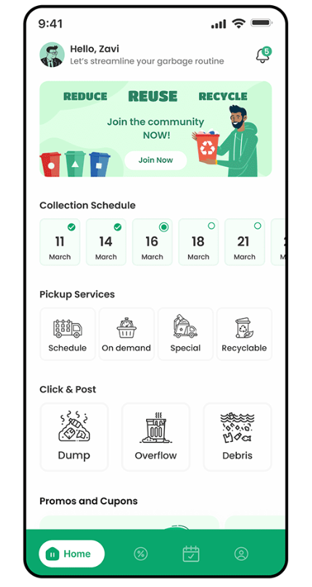 9:41
Hello, Zavi
Let's streamline your garbage routine
REDUCE REUSE RECYCLE
Join the community
NOW!
Join Now
Collection Schedule
11 14 16 18 21
March March March March March
Pickup Services
Schedule On demand Special Recyclable
Click & Post
Dump Overflow Debris
Promos and Cupons
Home